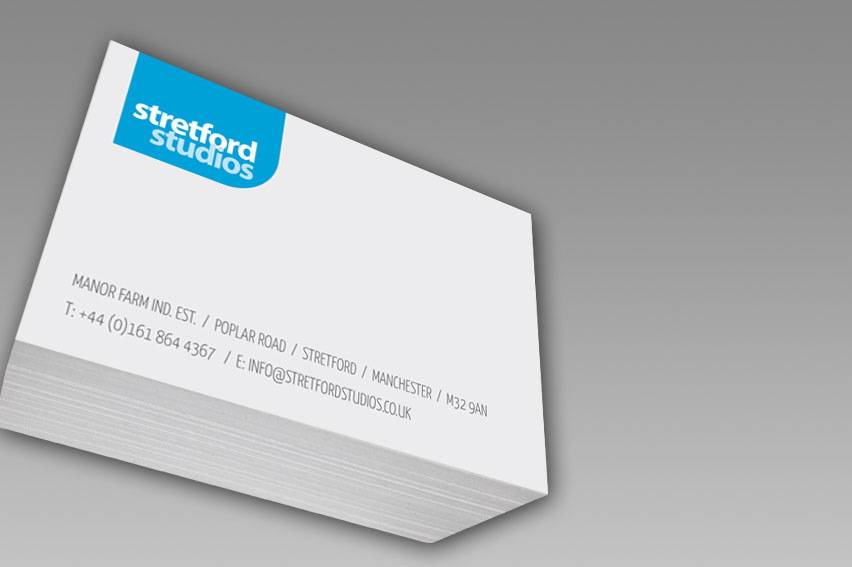 stretford
studios
MANOR FARM IND. EST. / POPLAR ROAD / STRETFORD / MANCHESTER / M32 9AN
T: +44 (0)161 864 4367 / E: INFO@STRETFORDSTUDIOS.CO.UK